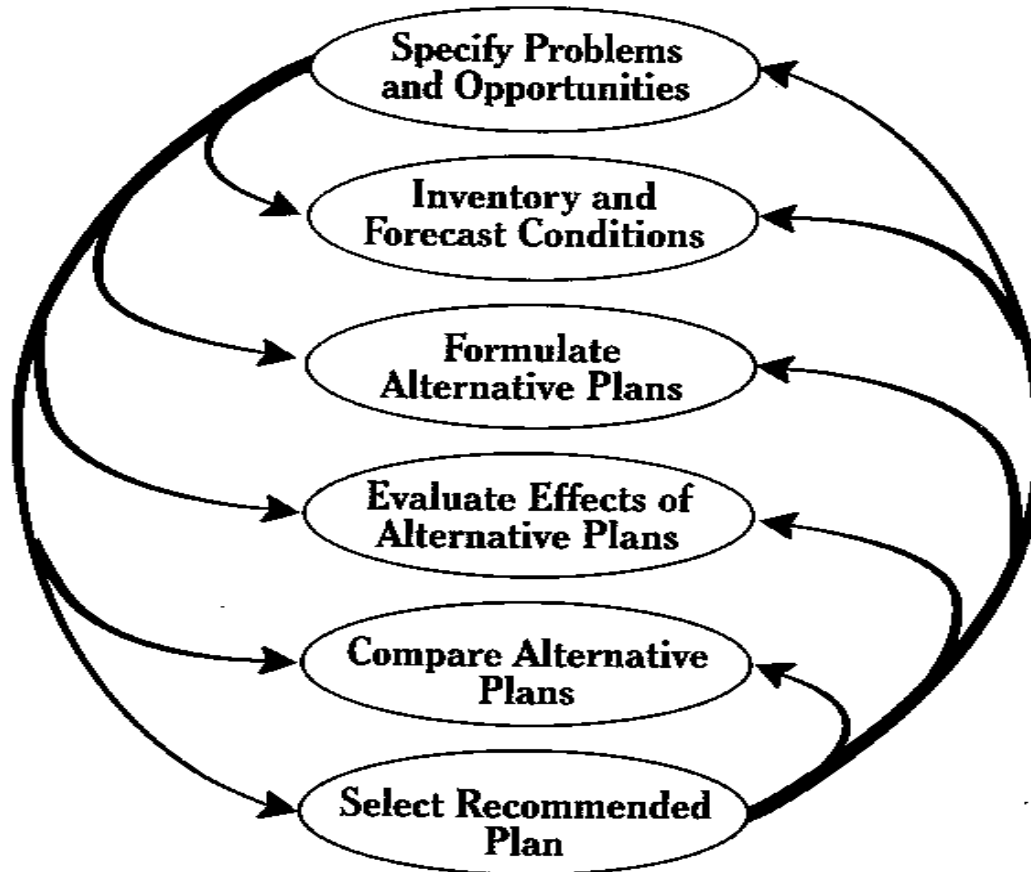 Specify Problems
and Opportunities
Inventory and
Forecast Conditions
Formulate
Alternative Plans
Evaluate Effects of
Alternative Plans
Compare Alternative
Plans
Select Recommended
Plan